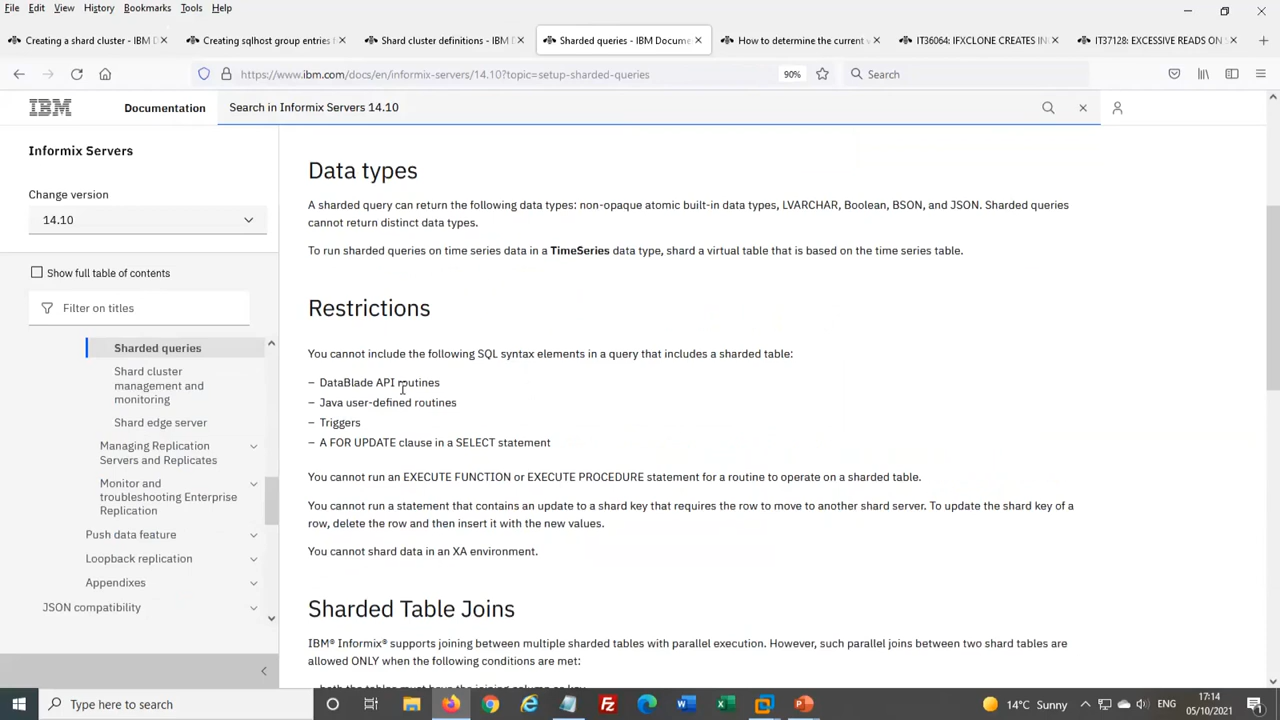 File Edit View History Bookmarks Tools Help
Creating a shard cluster - IBM D
Creating sqlhost group entries f
Shard cluster definitions - IBM D
Sharded queries - IBM Docume
How to determine the current v
IT36064: IFXCLONE CREATES INC
IT37128: EXCESSIVE READS ON S
https://www.ibm.com/docs/en/informix-servers/14.10?topic=setup-sharded-queries
90%
Search
IBM
Documentation
Search in Informix Servers 14.10
Informix Servers
Change version
14.10
Show full table of contents
Filter on titles
Sharded queries
Shard cluster
management and
monitoring
Shard edge server
Managing Replication
Servers and Replicates
Monitor and
troubleshooting Enterprise
Replication
Push data feature
Loopback replication
Appendixes
JSON compatibility
Data types
A sharded query can return the following data types: non-opaque atomic built-in data types, LVARCHAR, Boolean, BSON, and JSON. Sharded queries
cannot return distinct data types.
To run sharded queries on time series data in a TimeSeries data type, shard a virtual table that is based on the time series table.
Restrictions
You cannot include the following SQL syntax elements in a query that includes a sharded table:
– DataBlade API routines
– Java user-defined routines
– Triggers
– A FOR UPDATE clause in a SELECT statement
You cannot run an EXECUTE FUNCTION or EXECUTE PROCEDURE statement for a routine to operate on a sharded table.
You cannot run a statement that contains an update to a shard key that requires the row to move to another shard server. To update the shard key of a
row, delete the row and then insert it with the new values.
You cannot shard data in an XA environment.
Sharded Table Joins
IBM® Informix® supports joining between multiple sharded tables with parallel execution. However, such parallel joins between two shard tables are
allowed ONLY when the following conditions are met:
both the tables must have the joining column as key
Type here to search
14°C Sunny
ENG
17:14
05/10/2021